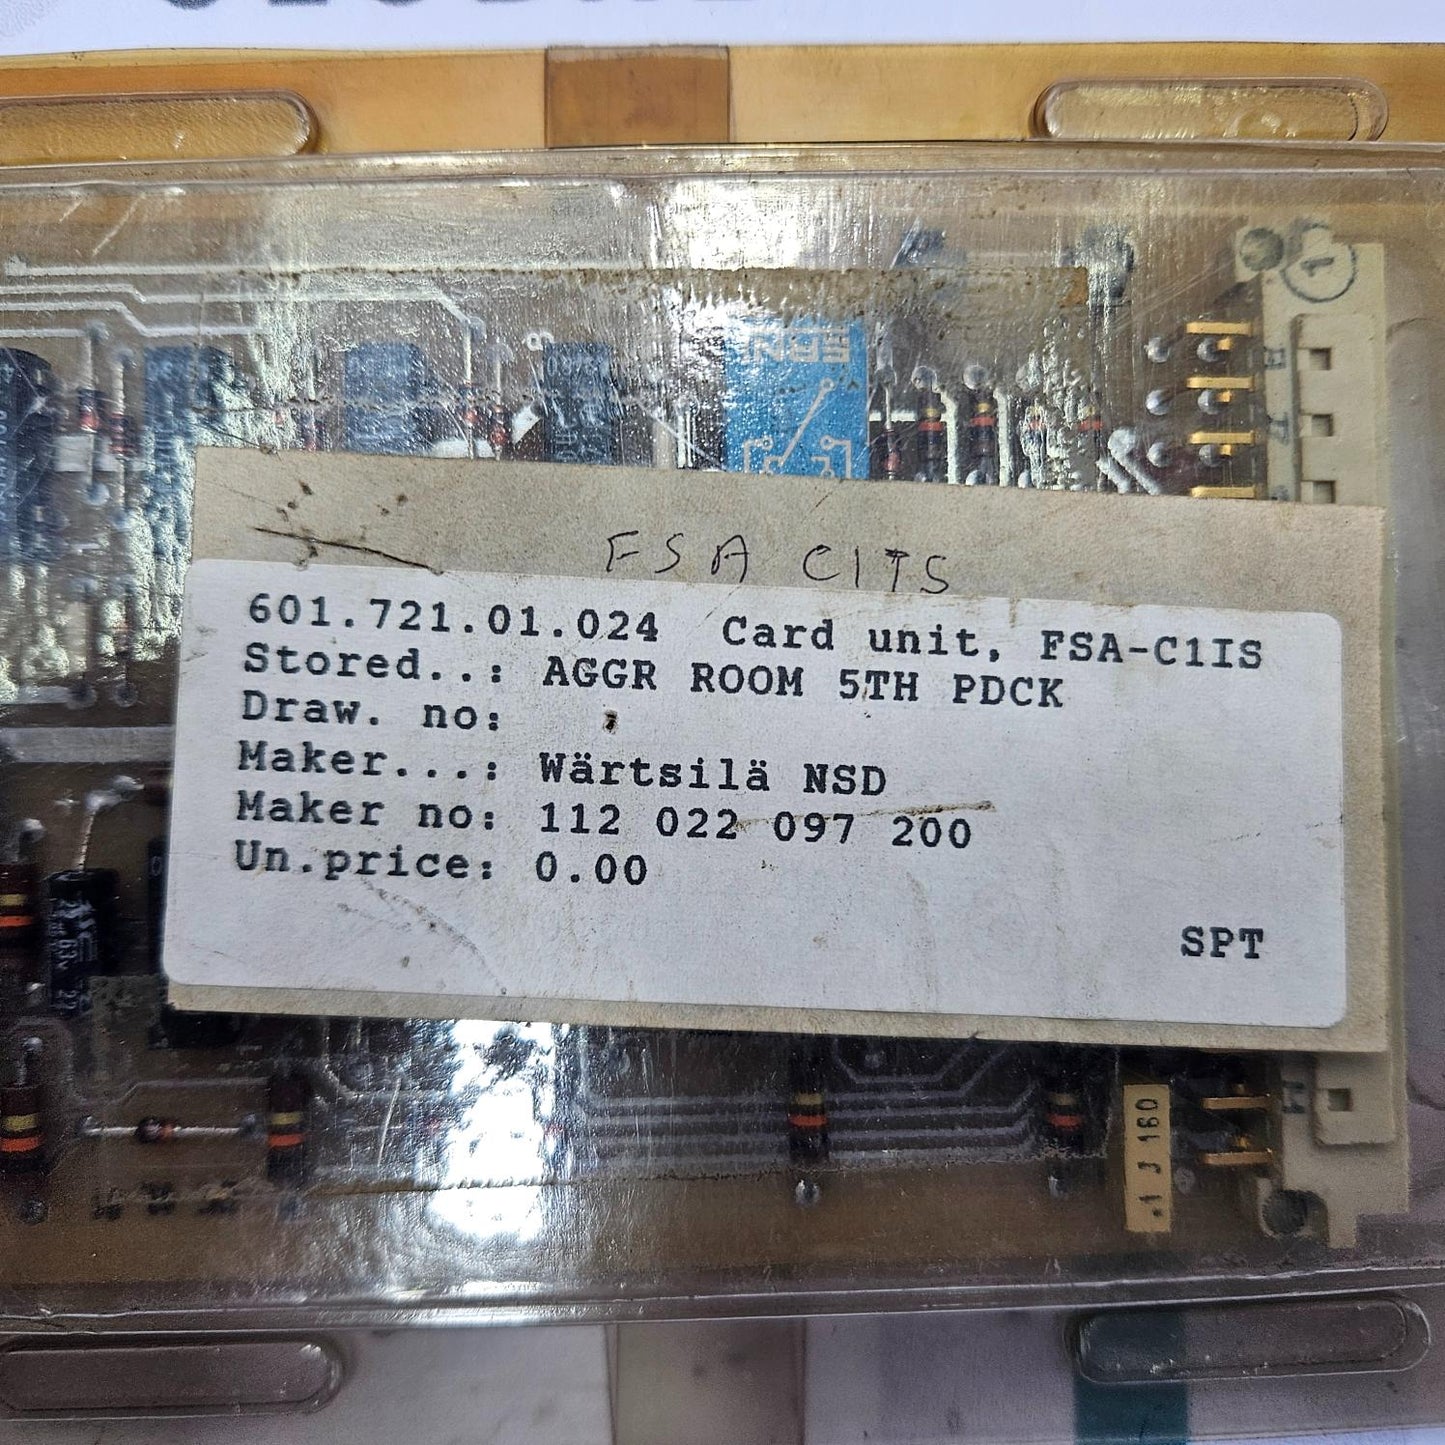 FSA C1TS
601.721.01.024 Card unit, FSA-C1IS
Stored..: AGGR ROOM 5TH PDCK
Draw. no:
Maker...: Wärtsilä NSD
Maker no: 112 022 097 200
Un.price: 0.00
SPT
.1 J 160